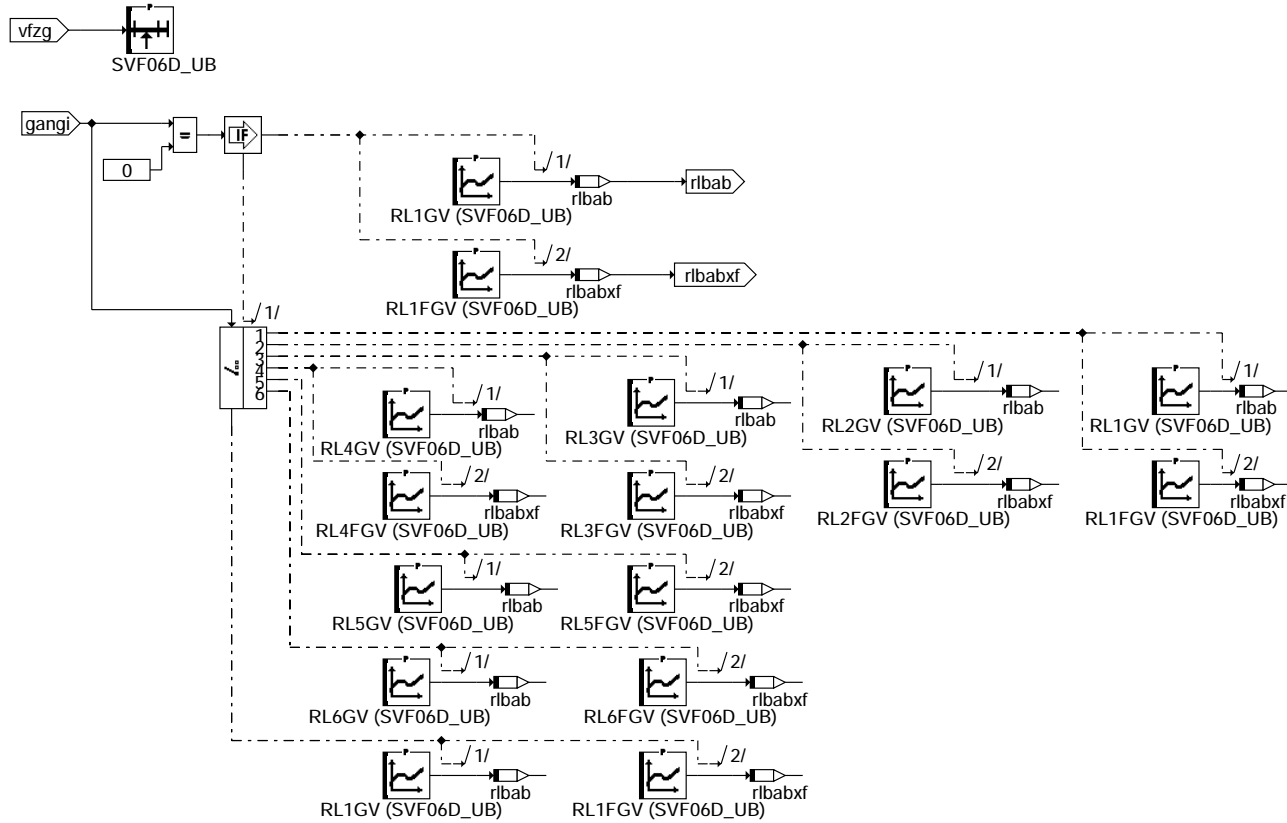 vfzg
P
SVF06D_UB
gangi
=
IF
0
/1/
P
rlbab
rlbab
RL1GV (SVF06D_UB)
/2/
P
rlbabxf
rlbabxf
RL1FGV (SVF06D_UB)
/1/
1
2
3
4
5
6
/1/
P
rlbab
RL4GV (SVF06D_UB)
/1/
P
rlbab
RL3GV (SVF06D_UB)
/1/
P
rlbab
RL2GV (SVF06D_UB)
/1/
P
rlbab
RL1GV (SVF06D_UB)
/2/
P
rlbabxf
RL4FGV (SVF06D_UB)
/2/
P
rlbabxf
RL3FGV (SVF06D_UB)
/2/
P
rlbabxf
RL2FGV (SVF06D_UB)
/2/
P
rlbabxf
RL1FGV (SVF06D_UB)
/1/
P
rlbab
RL5GV (SVF06D_UB)
/2/
P
rlbabxf
RL5FGV (SVF06D_UB)
/1/
P
rlbab
RL6GV (SVF06D_UB)
/2/
P
rlbabxf
RL6FGV (SVF06D_UB)
/1/
P
rlbab
RL1GV (SVF06D_UB)
/2/
P
rlbabxf
RL1FGV (SVF06D_UB)